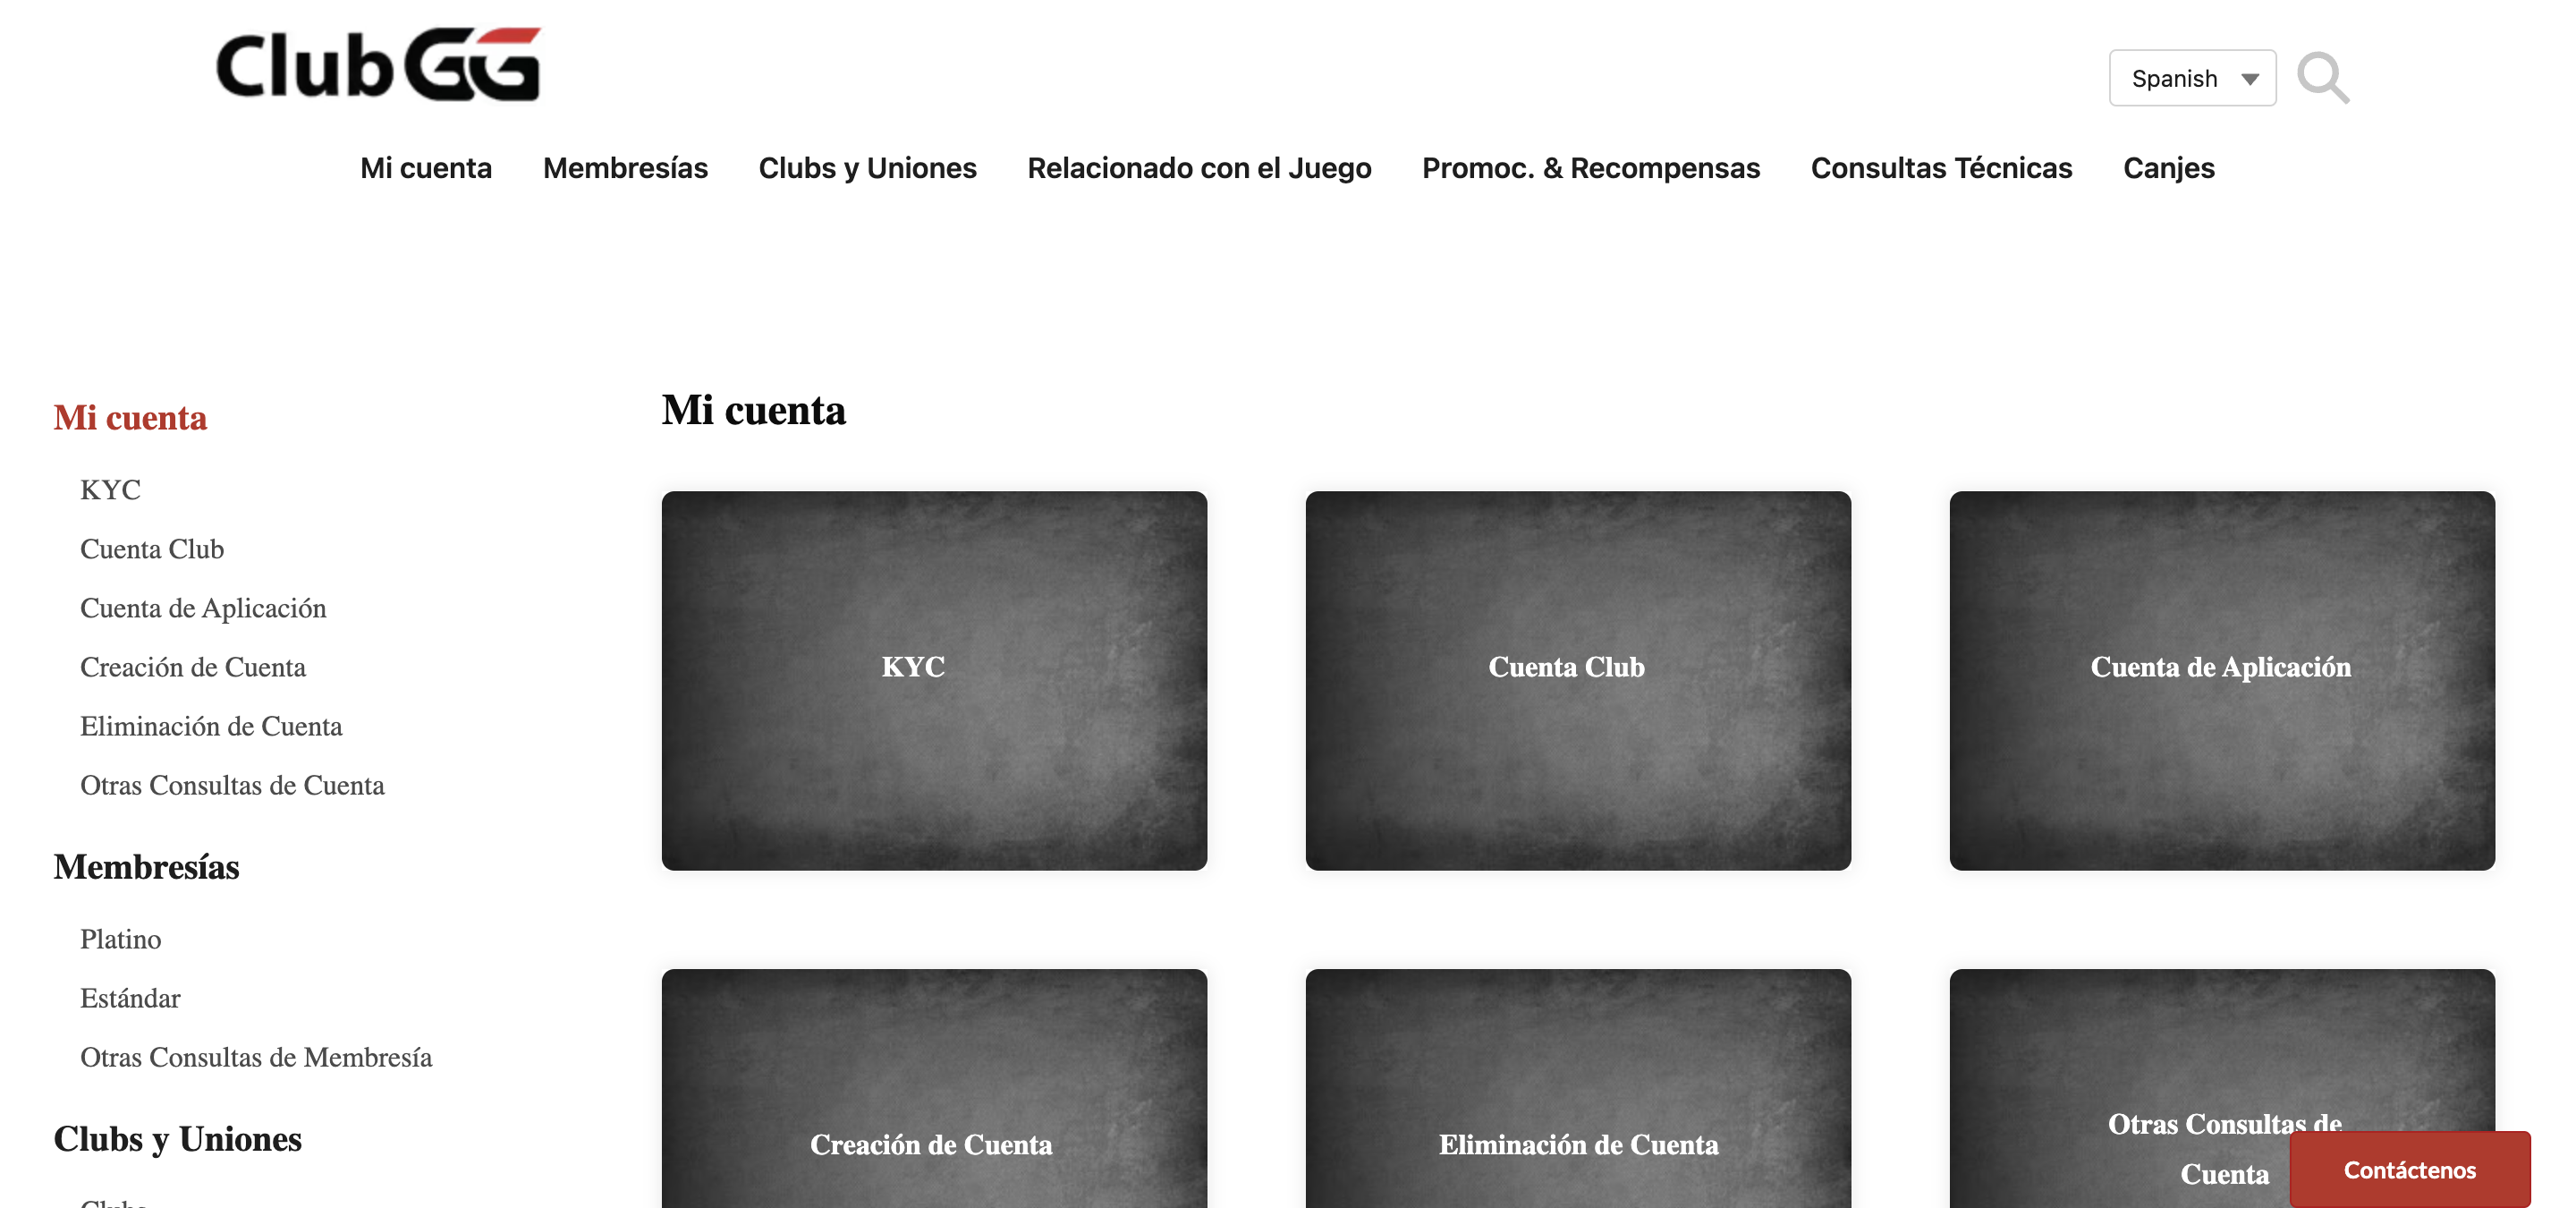 ClubGG
Spanish
Mi cuenta Membresías Clubs y Uniones Relacionado con el Juego Promoc. & Recompensas Consultas Técnicas Canjes
Mi cuenta
KYC
Cuenta Club
Cuenta de Aplicación
Creación de Cuenta
Eliminación de Cuenta
Otras Consultas de Cuenta
Membresías
Platino
Estándar
Otras Consultas de Membresía
Clubs y Uniones
Clubs
Mi cuenta
KYC
Cuenta Club
Cuenta de Aplicación
Creación de Cuenta
Eliminación de Cuenta
Otras Consultas de
Cuenta
Contáctenos